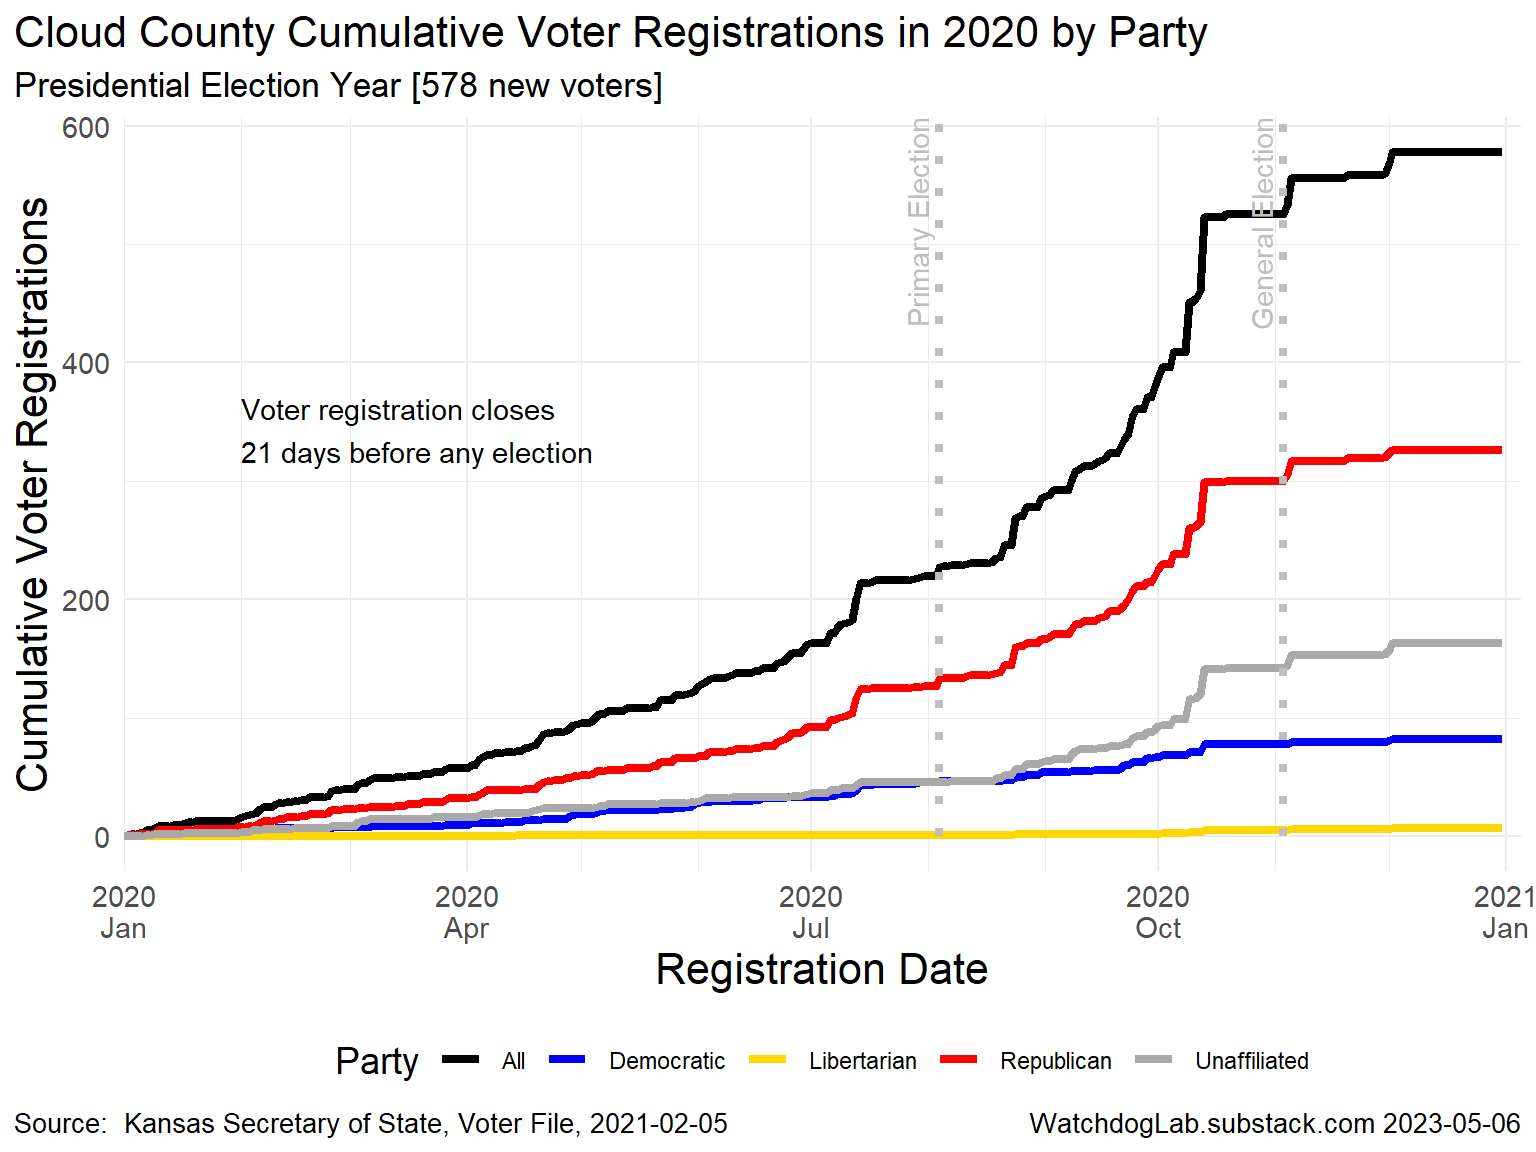 Cloud County Cumulative Voter Registrations in 2020 by Party
Presidential Election Year [578 new voters]
Cumulative Voter Registrations
600
400
200
0
Voter registration closes
21 days before any election
Primary Election
General Election
2020
Jan
2020
Apr
2020
Jul
2020
Oct
2021
Jan
Registration Date
Party
All
Democratic
Libertarian
Republican
Unaffiliated
Source:  Kansas Secretary of State, Voter File, 2021-02-05
WatchdogLab.substack.com 2023-05-06